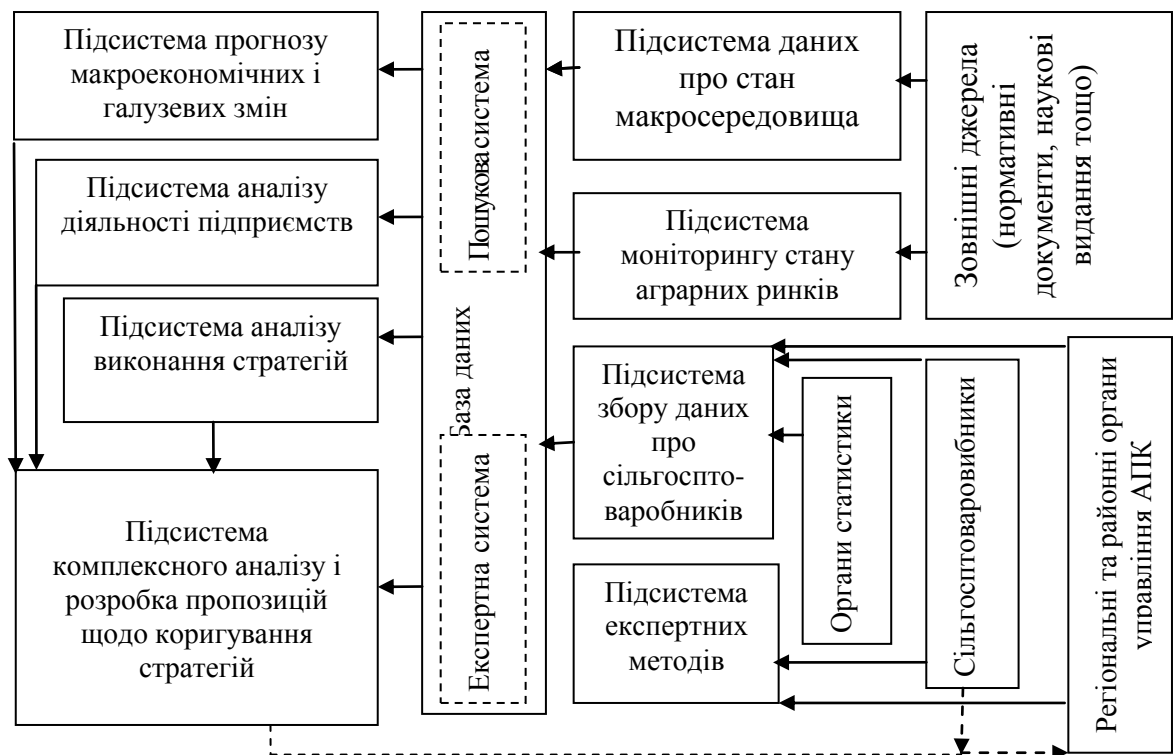 Підсистема прогнозу
макроекономічних і
галузевих змін
Підсистема аналізу
діяльності підприємств
Підсистема аналізу
виконання стратегій
Підсистема
комплексного аналізу і
розробка пропозицій
щодо коригування
стратегій
Пошукова система
База даних
Експертна система
Підсистема даних
про стан
макросередовища
Підсистема
моніторингу стану
аграрних ринків
Підсистема
збору даних
про
сільгоспто-
варобників
Підсистема
експертних
методів
Органи статистики
Сільгосптоваровибники
Зовнішні джерела
(нормативні
документи, наукові
видання тощо)
Регіональні та районні органи
управління АПК